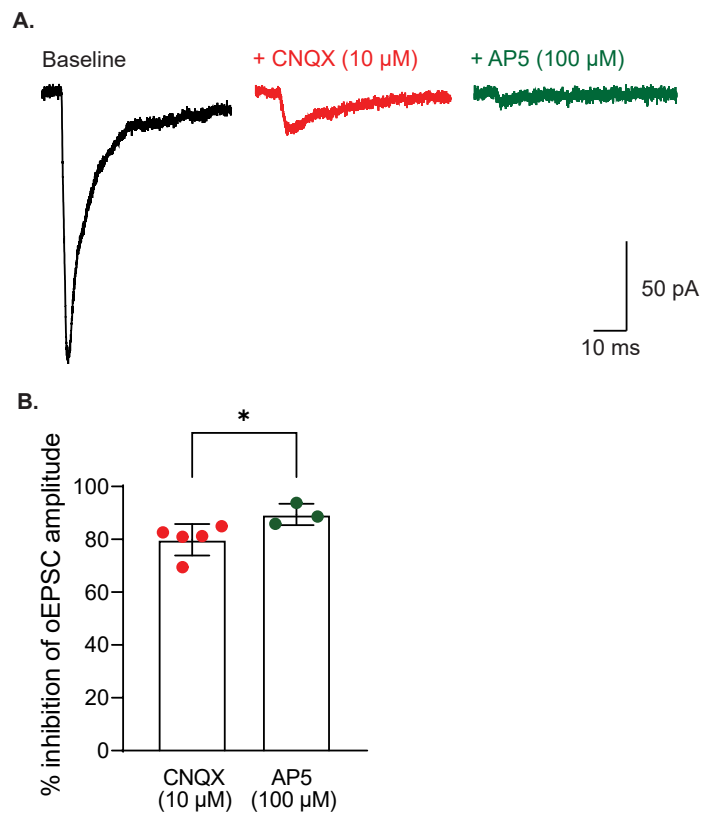 A.
Baseline
+ CNQX (10 µM)
+ AP5 (100 µM)
50 pA
10 ms
B.
*
% inhibition of oEPSC amplitude
100
80
60
40
20
0
CNQX
(10 µM)
AP5
(100 µM)